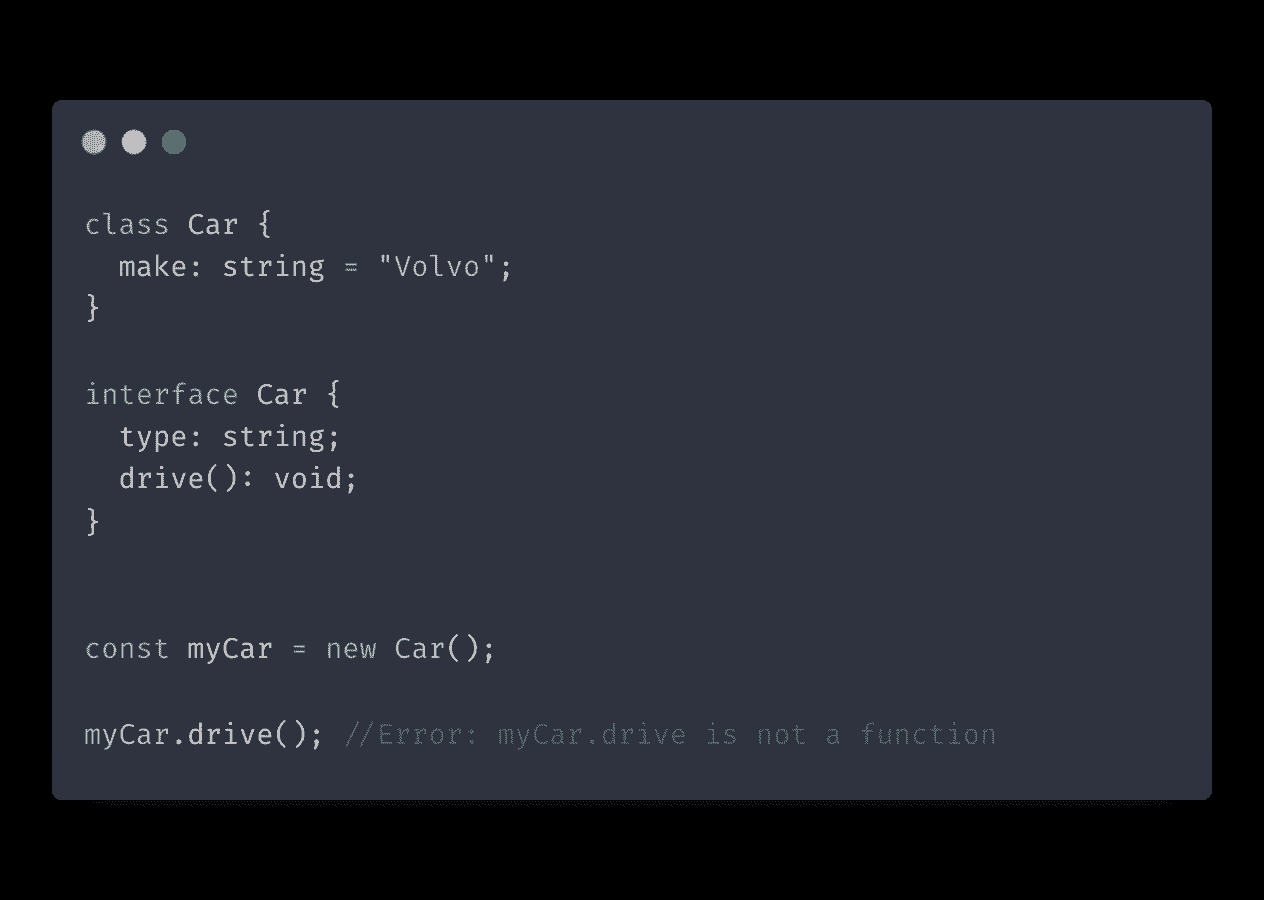 class Car {
  make: string = "Volvo";
}
interface Car {
  type: string;
  drive(): void;
}
const myCar = new Car();
myCar.drive(); //Error: myCar.drive is not a function